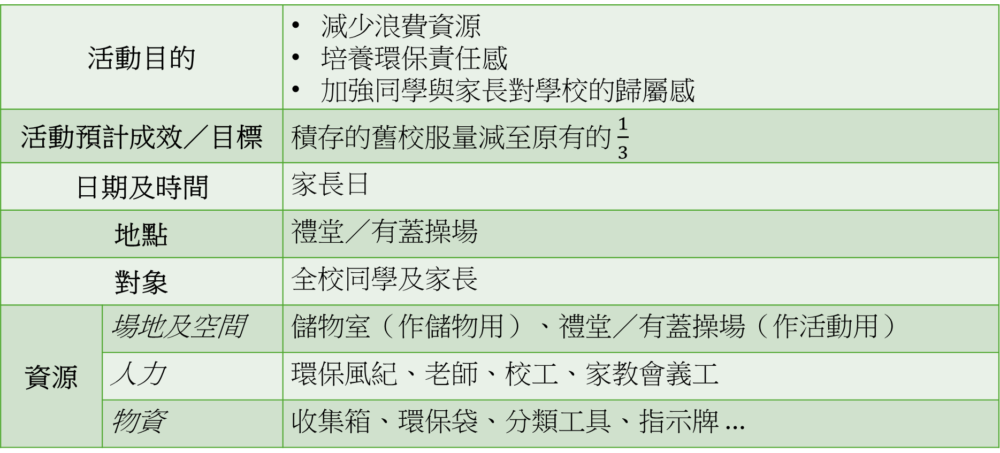 活動目的
• 減少浪費資源
• 培養環保責任感
• 加強同學與家長對學校的歸屬感
活動預計成效／目標
積存的舊校服量減至原有的 1/3
日期及時間
家長日
地點
禮堂／有蓋操場
對象
全校同學及家長
資源
場地及空間
儲物室（作儲物用）、禮堂／有蓋操場（作活動用）
人力
環保風紀、老師、校工、家教會義工
物資
收集箱、環保袋、分類工具、指示牌...